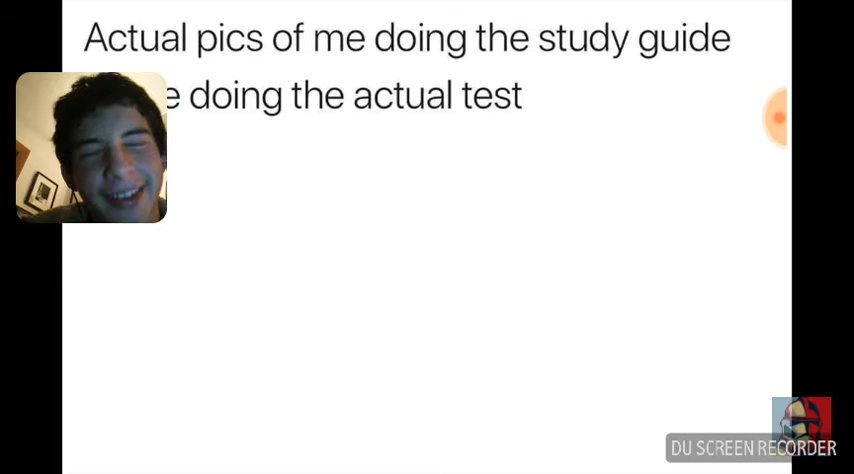 Actual pics of me doing the study guide
e doing the actual test
DU SCREEN RECORDER